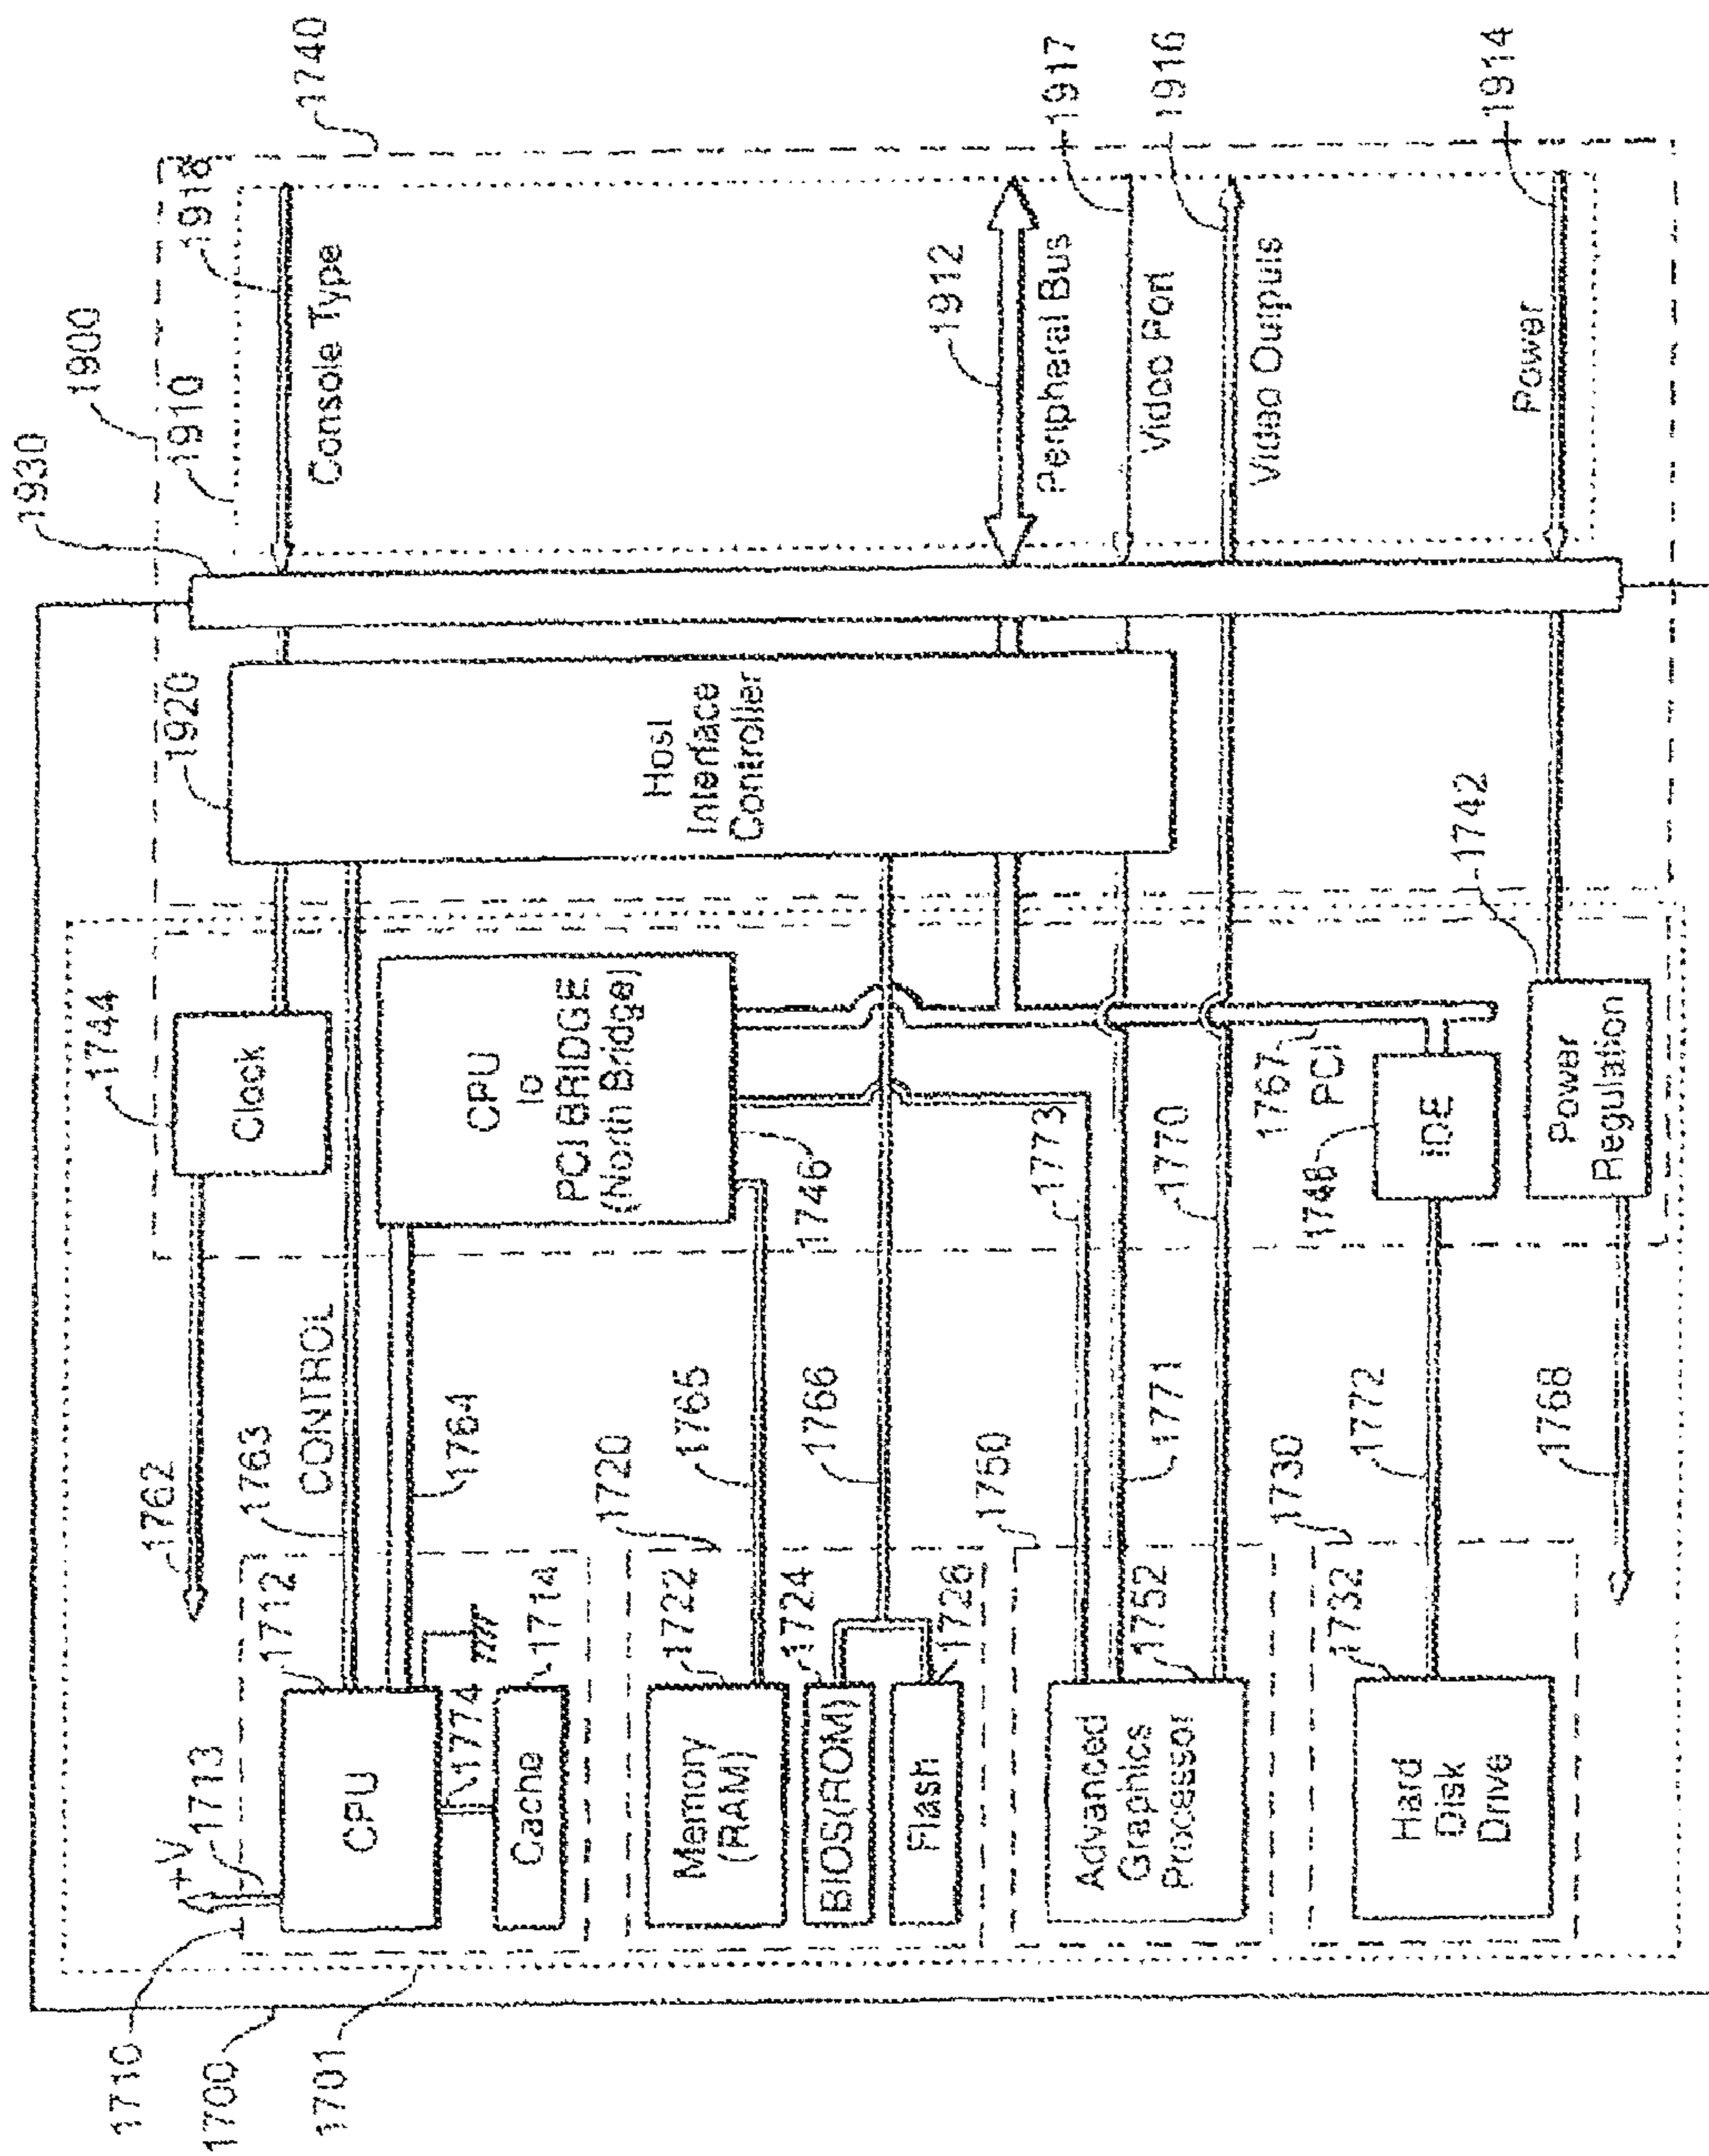 1740
1917
1916
1914
1918
1912
1900
1910
1930
Console Type
Peripheral Bus
Video Port
Video Outputs
Power
1920
Host
Interface
Controller
1742
1744
Clock
CPU
to
PCI BRIDGE
(North Bridge)
1746
1773
1770
1767
PCI
1748
IDE
Power
Regulation
1762
1763
CONTROL
1764
1720
1765
1766
1771
1730
1772
1768
1712
1714
1722
1724
1752
1732
+V
1713
1774
CPU
Cache
Memory
(RAM)
BIOS(ROM)
Flash
Advanced
Graphics
Processor
Hard
Disk
Drive
1710
1700
1701